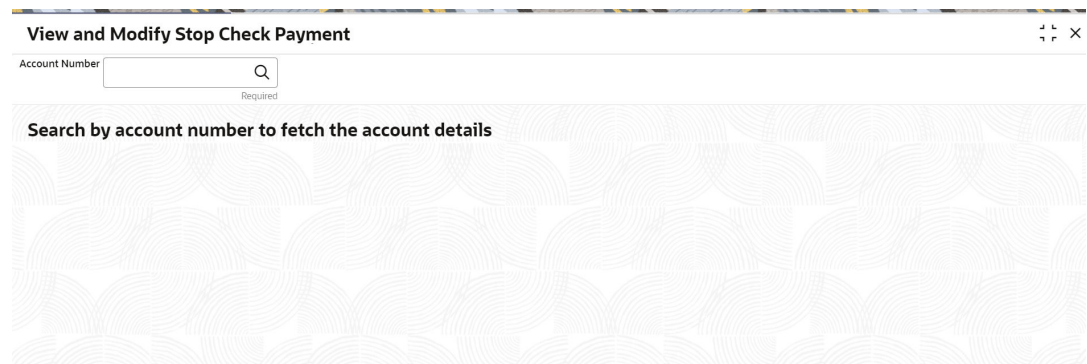 View and Modify Stop Check Payment
Account Number
Required
Search by account number to fetch the account details